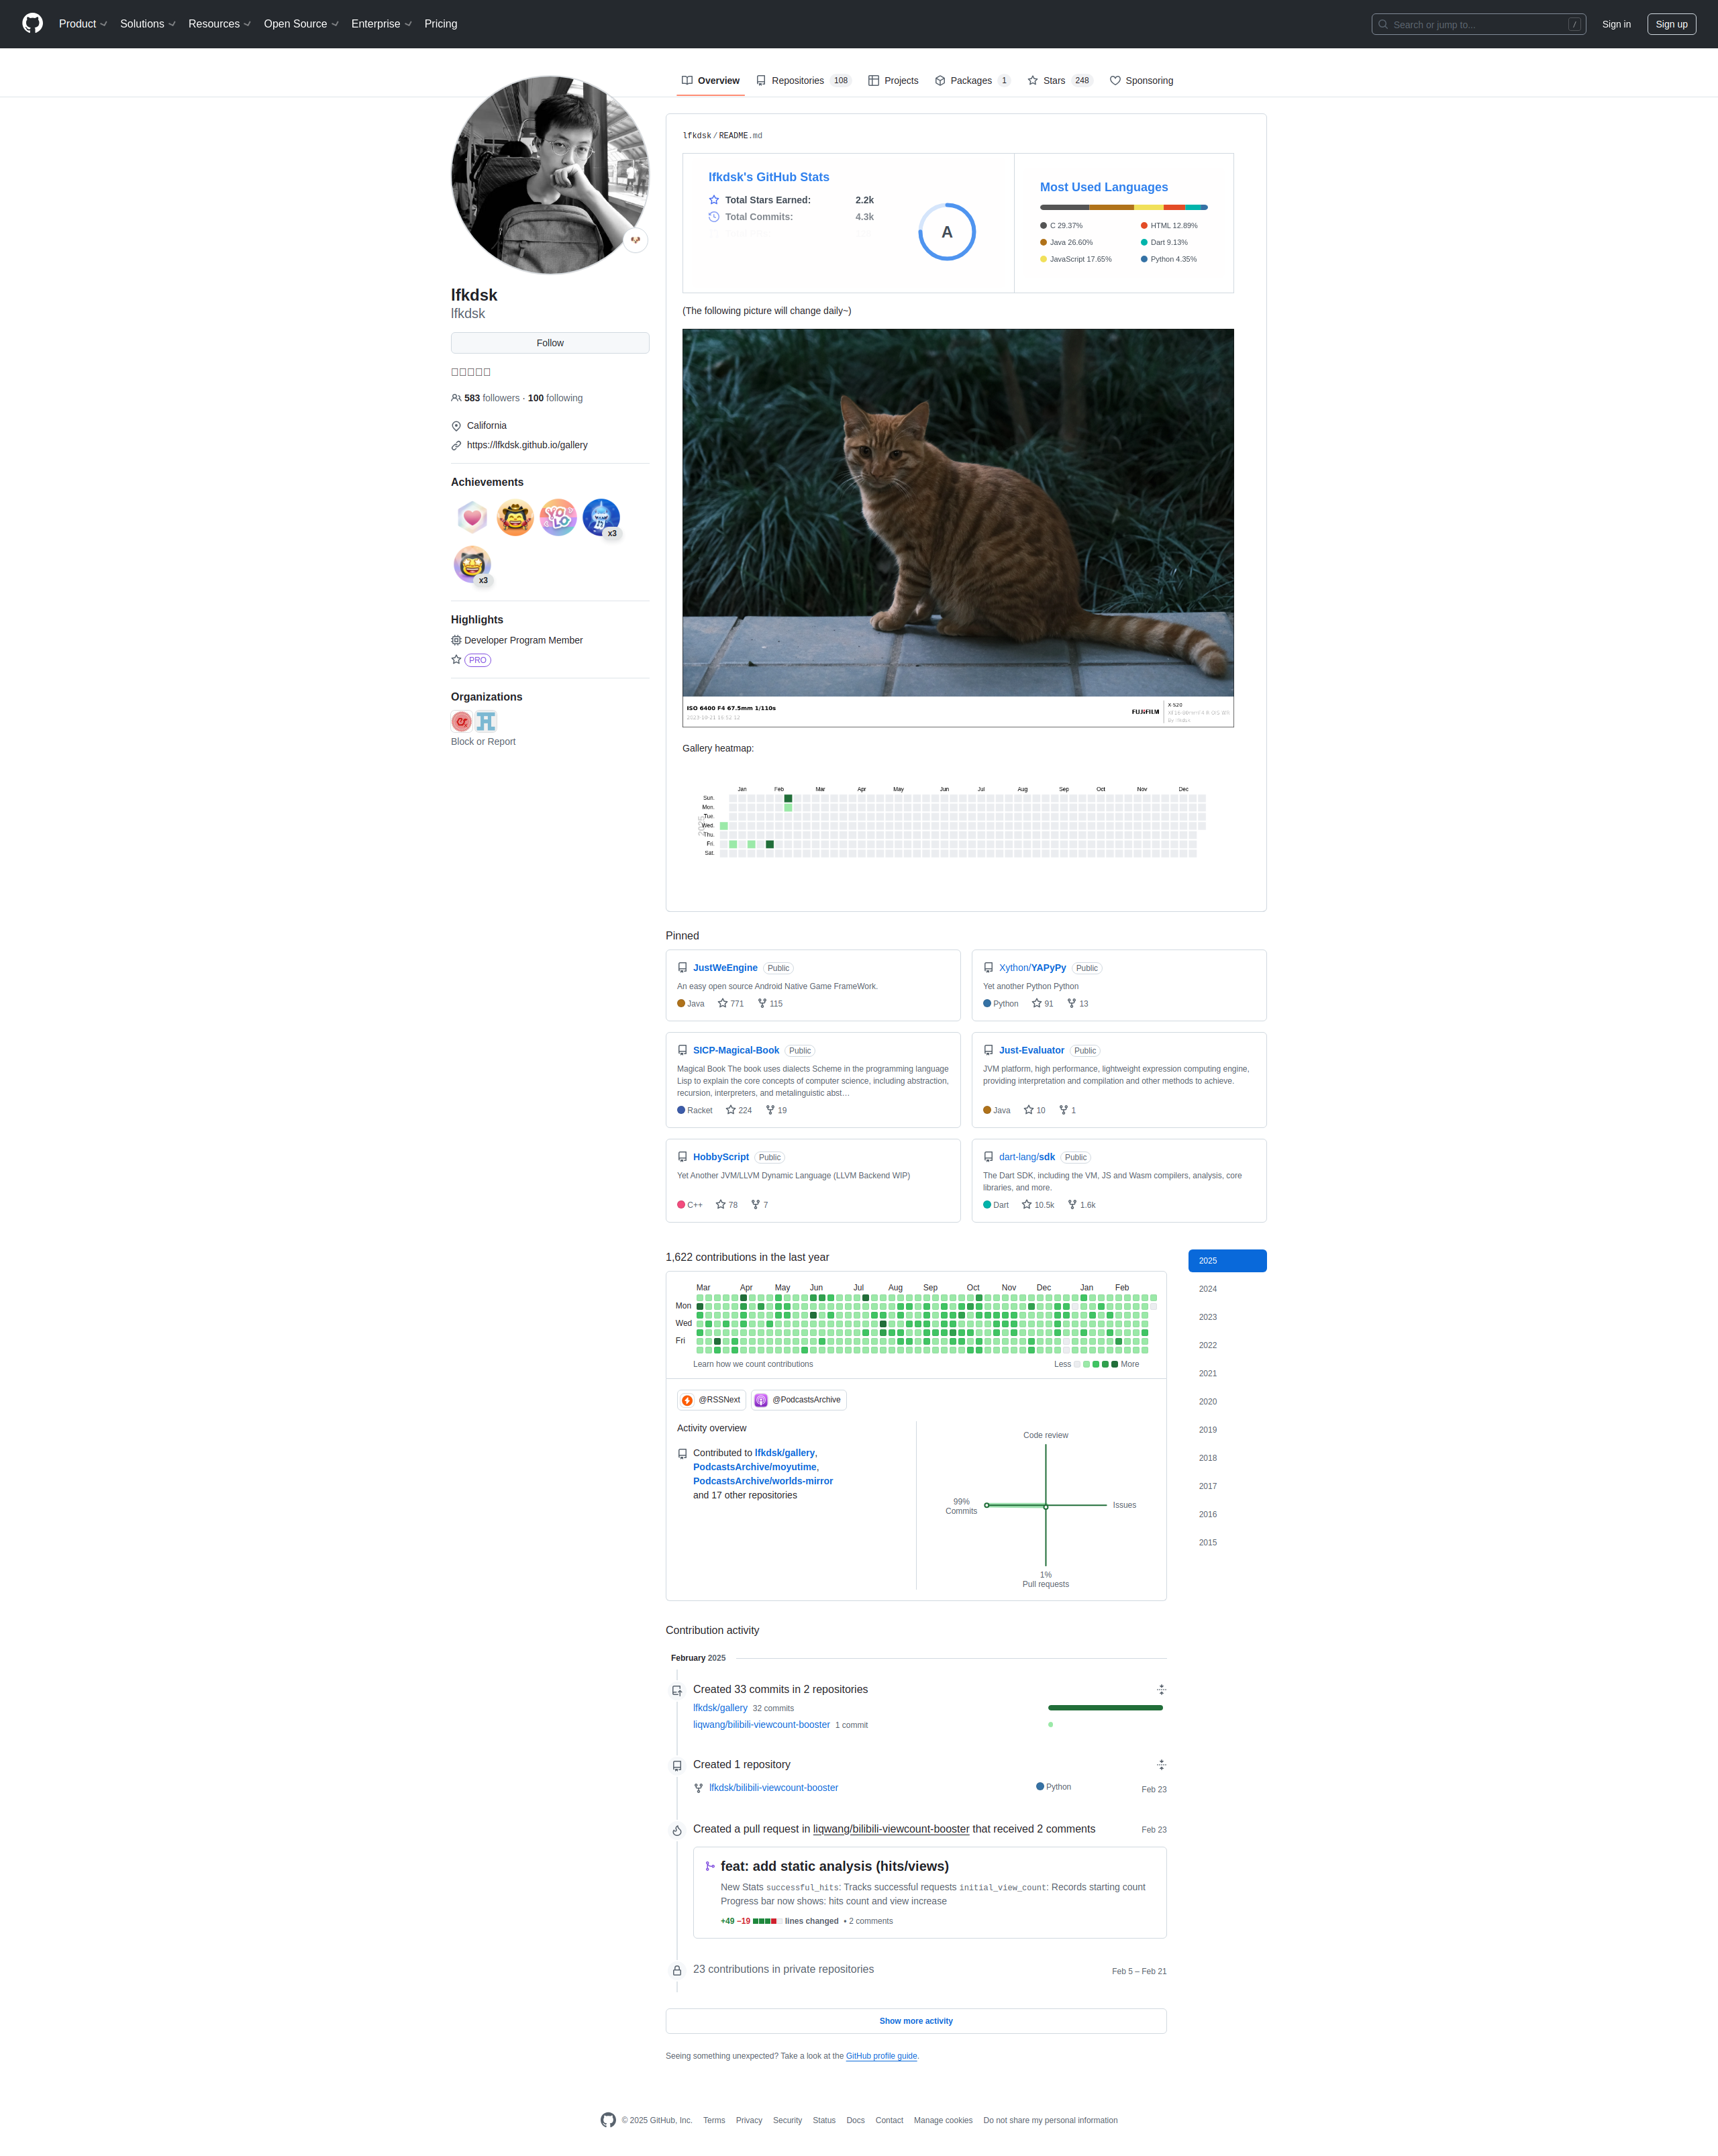 Product Solutions Resources Open Source Enterprise Pricing
Search or jump to... /
Sign in
Sign up
Overview
Repositories 108
Projects
Packages 1
Stars 248
Sponsoring
lfkdsk
lfkdsk
Follow
583 followers · 100 following
California
https://lfkdsk.github.io/gallery
Achievements
YOLO
x3
x3
Highlights
Developer Program Member
PRO
Organizations
Block or Report
lfkdsk/README.md
lfkdsk's GitHub Stats
Total Stars Earned: 2.2k
Total Commits: 4.3k
A
Most Used Languages
C 29.37%
HTML 12.89%
Java 26.60%
Dart 9.13%
JavaScript 17.65%
Python 4.35%
(The following picture will change daily~)
ISO 6400 F4 67.5mm 1/110s
FUJIFILM
X-S20
Gallery heatmap:
Jan Feb Mar Apr May Jun Jul Aug Sep Oct Nov Dec
Sun.
Mon.
Tue.
Wed.
Thu.
Fri.
Sat.
2025
Pinned
JustWeEngine Public
An easy open source Android Native Game FrameWork.
Java 771 115
Xython/YAPyPy Public
Yet another Python Python
Python 91 13
SICP-Magical-Book Public
Magical Book The book uses dialects Scheme in the programming language
Lisp to explain the core concepts of computer science, including abstraction,
recursion, interpreters, and metalinguistic abst…
Racket 224 19
Just-Evaluator Public
JVM platform, high performance, lightweight expression computing engine,
providing interpretation and compilation and other methods to achieve.
Java 10 1
HobbyScript Public
Yet Another JVM/LLVM Dynamic Language (LLVM Backend WIP)
C++ 78 7
dart-lang/sdk Public
The Dart SDK, including the VM, JS and Wasm compilers, analysis, core
libraries, and more.
Dart 10.5k 1.6k
1,622 contributions in the last year
Mar Apr May Jun Jul Aug Sep Oct Nov Dec Jan Feb
Mon
Wed
Fri
Learn how we count contributions
Less More
@RSSNext
@PodcastsArchive
Activity overview
Contributed to lfkdsk/gallery,
PodcastsArchive/moyutime,
PodcastsArchive/worlds-mirror
and 17 other repositories
Code review
99%
Commits
Issues
1%
Pull requests
2025
2024
2023
2022
2021
2020
2019
2018
2017
2016
2015
Contribution activity
February 2025
Created 33 commits in 2 repositories
lfkdsk/gallery 32 commits
liqwang/bilibili-viewcount-booster 1 commit
Created 1 repository
lfkdsk/bilibili-viewcount-booster
Python
Feb 23
Created a pull request in liqwang/bilibili-viewcount-booster that received 2 comments
Feb 23
feat: add static analysis (hits/views)
New Stats successful_hits: Tracks successful requests initial_view_count: Records starting count
Progress bar now shows: hits count and view increase
+49 −19 lines changed • 2 comments
23 contributions in private repositories
Feb 5 – Feb 21
Show more activity
Seeing something unexpected? Take a look at the GitHub profile guide.
© 2025 GitHub, Inc. Terms Privacy Security Status Docs Contact Manage cookies Do not share my personal information